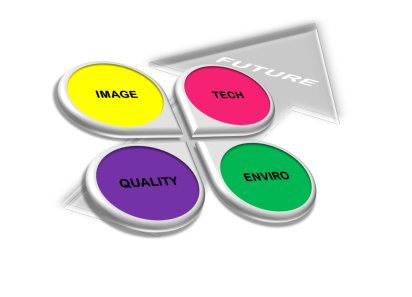 FUTURE
IMAGE
TECH
QUALITY
ENVIRO